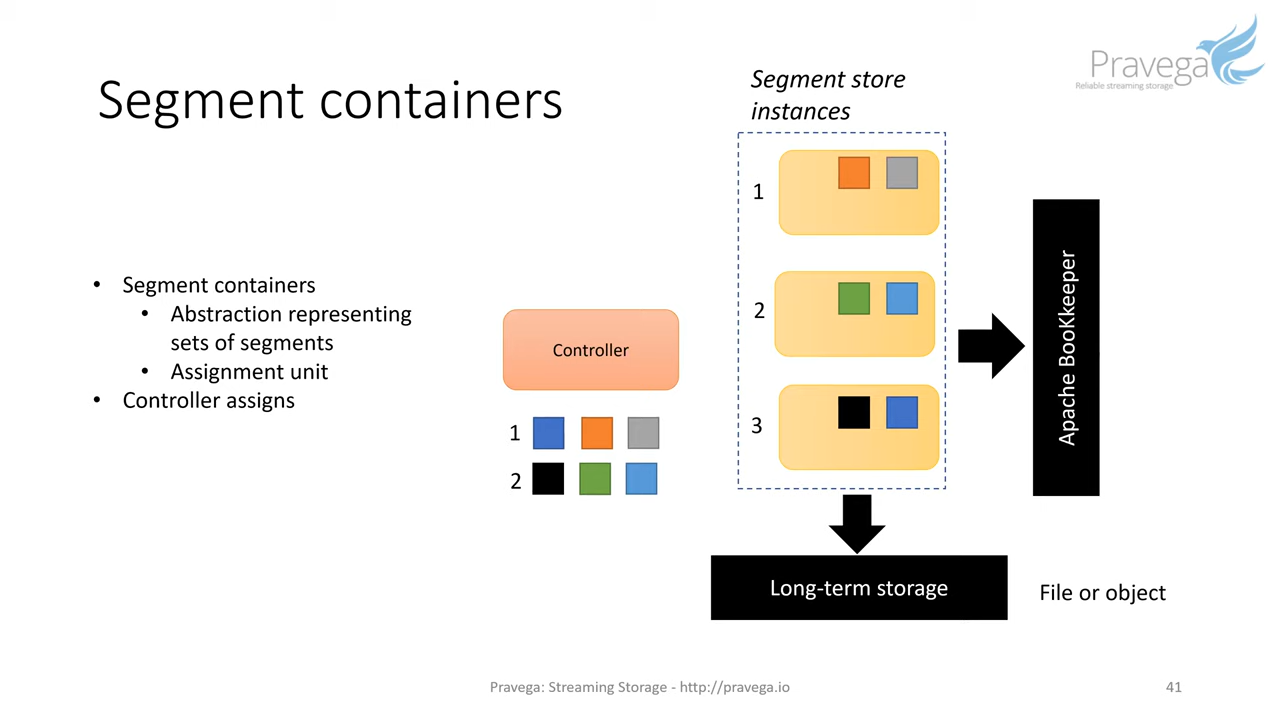 Segment containers
Pravega
Reliable streaming storage
Segment store
instances
• Segment containers
• Abstraction representing
sets of segments
• Assignment unit
• Controller assigns
Controller
1
2
1
2
3
Apache BooKkeeper
Long-term storage
File or object
Pravega: Streaming Storage - http://pravega.io
41